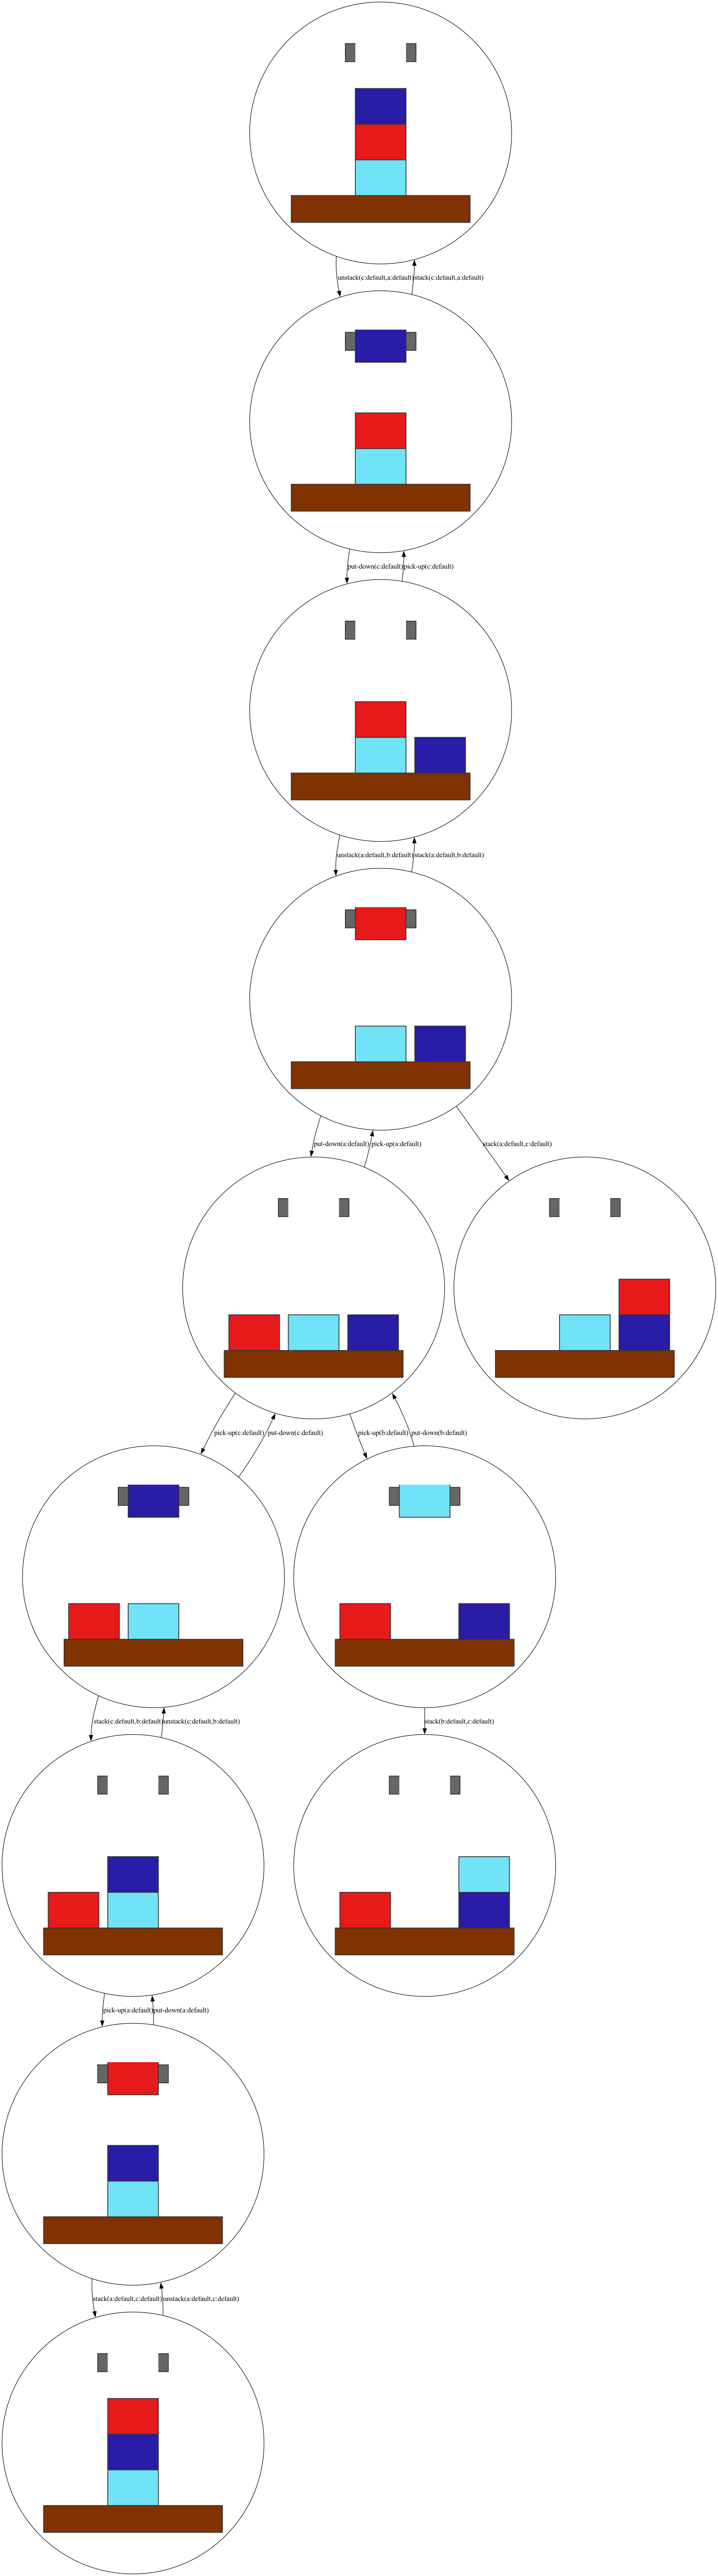 unstack(c:default,a:default)
stack(c:default,a:default)
put-down(c:default)
pick-up(c:default)
unstack(a:default,b:default)
stack(a:default,b:default)
put-down(a:default)
pick-up(a:default)
stack(a:default,c:default)
pick-up(c:default)
put-down(c:default)
pick-up(b:default)
put-down(b:default)
stack(c:default,b:default)
unstack(c:default,b:default)
stack(b:default,c:default)
pick-up(a:default)
put-down(a:default)
stack(a:default,c:default)
unstack(a:default,c:default)